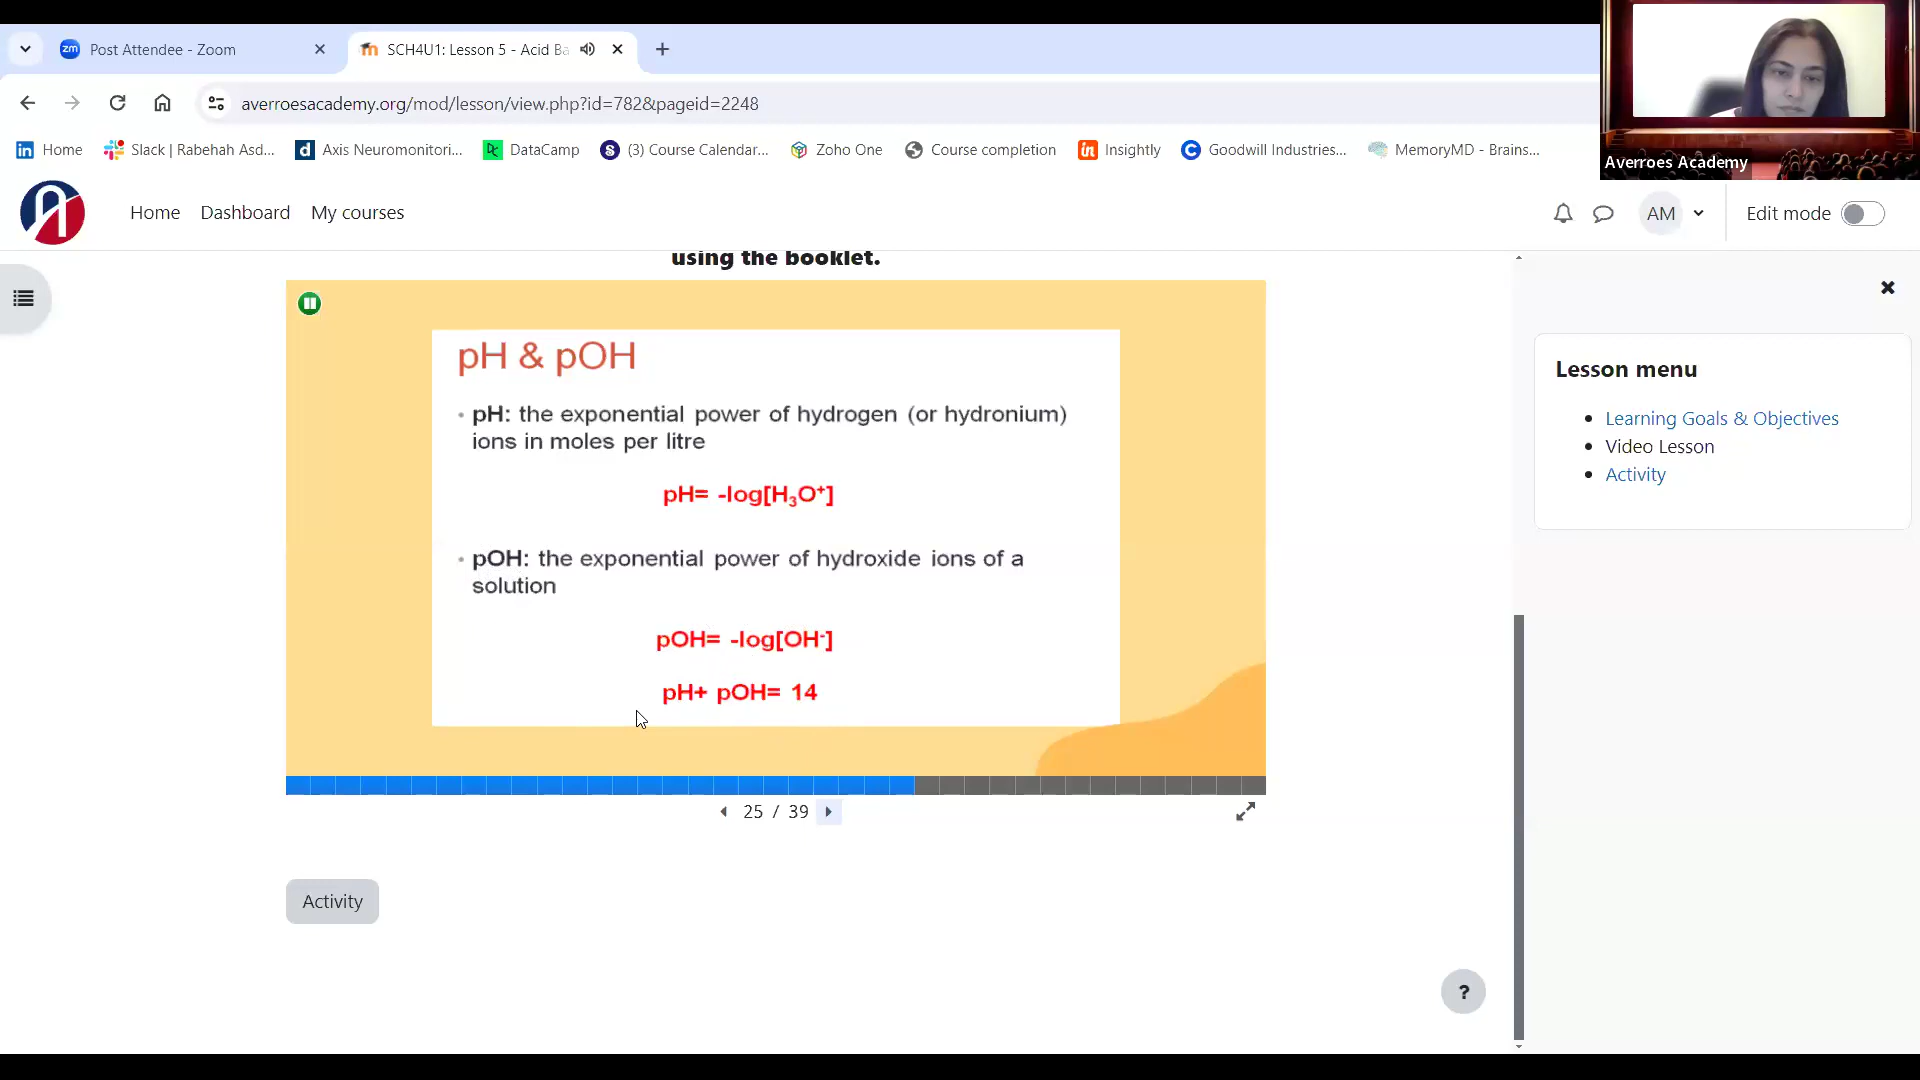 Post Attendee - Zoom
SCH4U1: Lesson 5 - Acid Ba
averroesacademy.org/mod/lesson/view.php?id=782&pageid=2248
Home
Slack | Rabehah Asd...
Axis Neuromonitori...
DataCamp
(3) Course Calendar...
Zoho One
Course completion
Insightly
Goodwill Industries...
MemoryMD - Brains...
Averroes Academy
Home
Dashboard
My courses
AM
Edit mode
using the booklet.
pH & pOH
• pH: the exponential power of hydrogen (or hydronium)
ions in moles per litre
pH= -log[H₃O⁺]
• pOH: the exponential power of hydroxide ions of a
solution
pOH= -log[OH⁻]
pH+ pOH= 14
25 / 39
Activity
Lesson menu
• Learning Goals & Objectives
• Video Lesson
• Activity
?